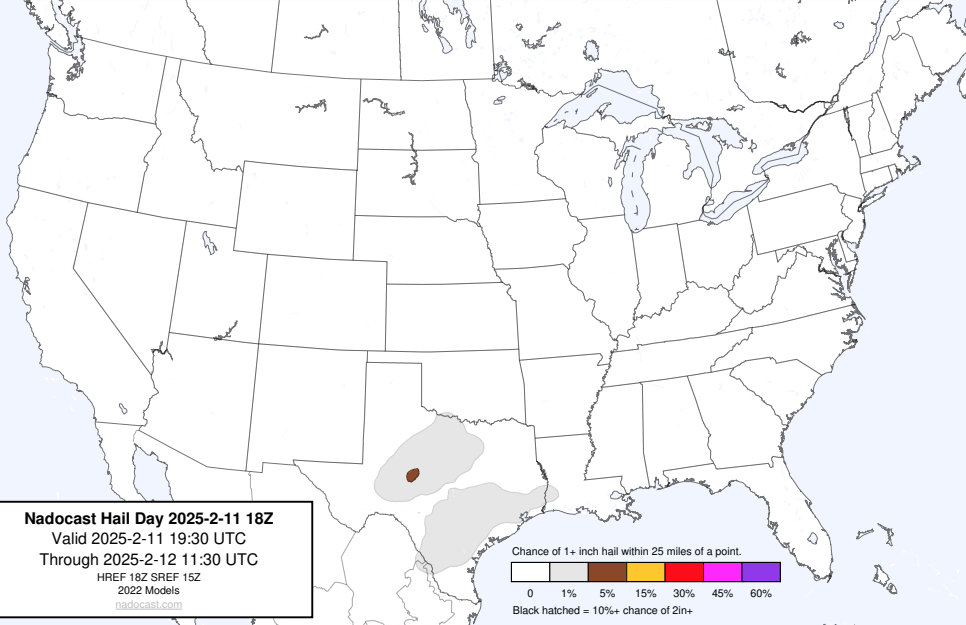 Nadocast Hail Day 2025-2-11 18Z
Valid 2025-2-11 19:30 UTC
Through 2025-2-12 11:30 UTC
HREF 18Z SREF 15Z
2022 Models
nadocast.com
Chance of 1+ inch hail within 25 miles of a point.
0 1% 5% 15% 30% 45% 60%
Black hatched = 10%+ chance of 2in+